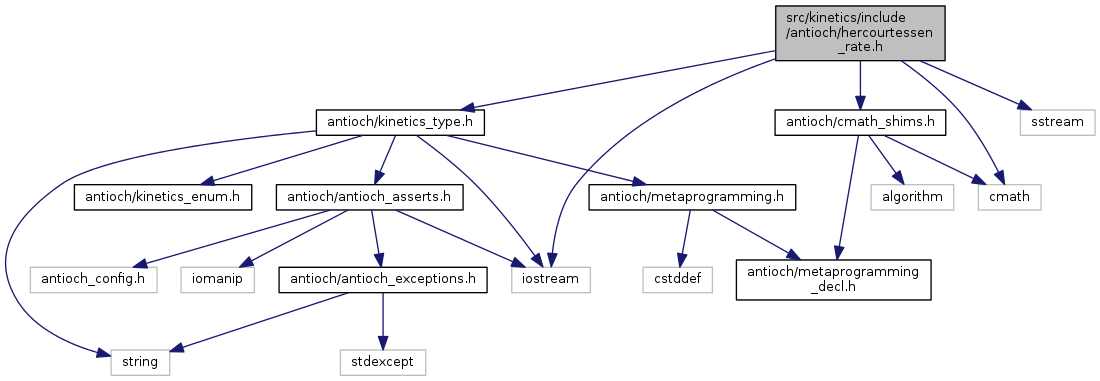 src/kinetics/include
/antioch/hercourtessen
_rate.h
antioch/kinetics_type.h
antioch/cmath_shims.h
sstream
antioch/kinetics_enum.h
antioch/antioch_asserts.h
antioch/metaprogramming.h
algorithm
cmath
antioch_config.h
iomanip
antioch/antioch_exceptions.h
iostream
cstddef
antioch/metaprogramming
_decl.h
string
stdexcept